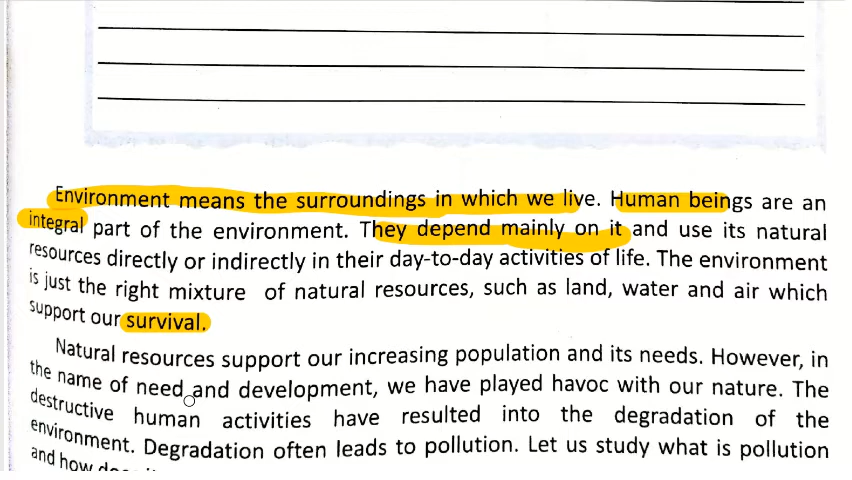 Environment means the surroundings in which we live. Human beings are an
integral part of the environment. They depend mainly on it and use its natural
resources directly or indirectly in their day-to-day activities of life. The environment
is just the right mixture of natural resources, such as land, water and air which
support our survival.
Natural resources support our increasing population and its needs. However, in
the name of need and development, we have played havoc with our nature. The
destructive human activities have resulted into the degradation of the
environment. Degradation often leads to pollution. Let us study what is pollution
and how